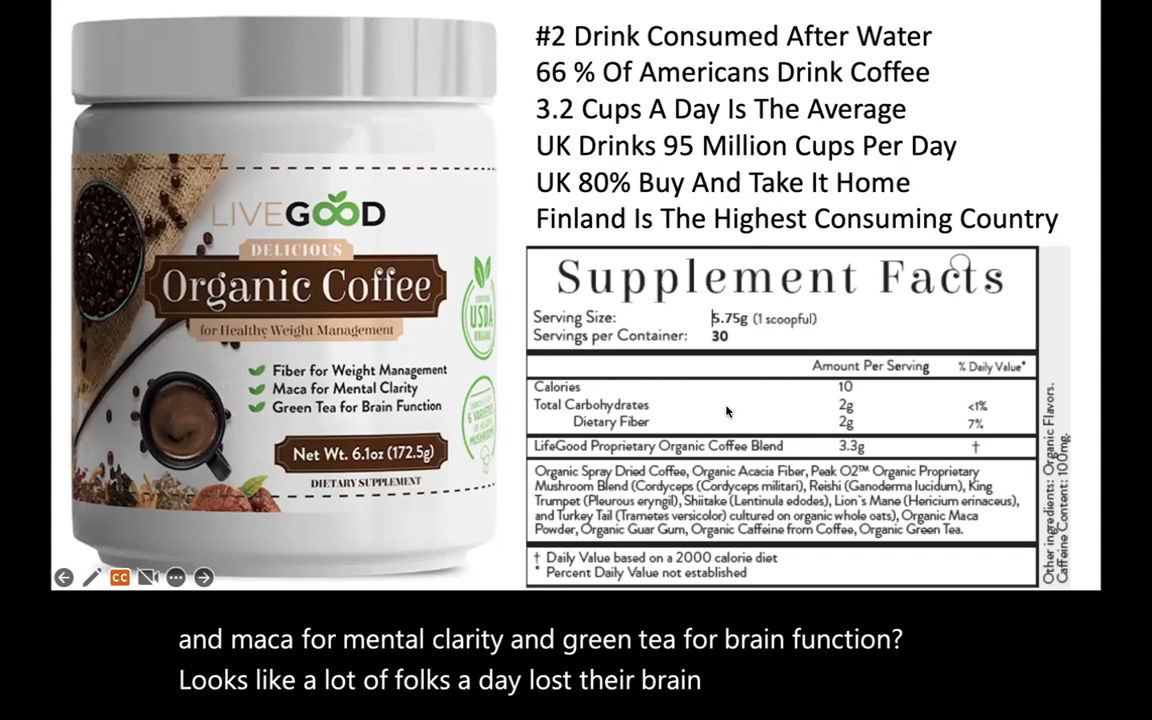 #2 Drink Consumed After Water
66 % Of Americans Drink Coffee
3.2 Cups A Day Is The Average
UK Drinks 95 Million Cups Per Day
UK 80% Buy And Take It Home
Finland Is The Highest Consuming Country
LIVEGOOD
DELICIOUS
Organic Coffee
for Healthy Weight Management
Fiber for Weight Management
Maca for Mental Clarity
Green Tea for Brain Function
Net Wt. 6.1oz (172.5g)
DIETARY SUPPLEMENT
CERTIFIED
USDA
ORGANIC
6 VARIETIES
Supplement Facts
Serving Size: 5.75g (1 scoopful)
Servings per Container: 30
Amount Per Serving % Daily Value*
Calories 10
Total Carbohydrates 2g <1%
Dietary Fiber 2g 7%
LifeGood Proprietary Organic Coffee Blend 3.3g †
Organic Spray Dried Coffee, Organic Acacia Fiber, Peak O2™ Organic Proprietary
Mushroom Blend (Cordyceps (Cordyceps militari), Reishi (Ganoderma lucidum), King
Trumpet (Pleurous eryngil), Shiitake (Lentinula edodes), Lion's Mane (Hericium erinaceus),
and Turkey Tail (Trametes versicolor) cultured on organic whole oats), Organic Maca
Powder, Organic Guar Gum, Organic Caffeine from Coffee, Organic Green Tea.
† Daily Value based on a 2000 calorie diet
* Percent Daily Value not established
Other ingredients: Organic Flavors.
Caffeine Content: 100mg.
CC
and maca for mental clarity and green tea for brain function?
Looks like a lot of folks a day lost their brain